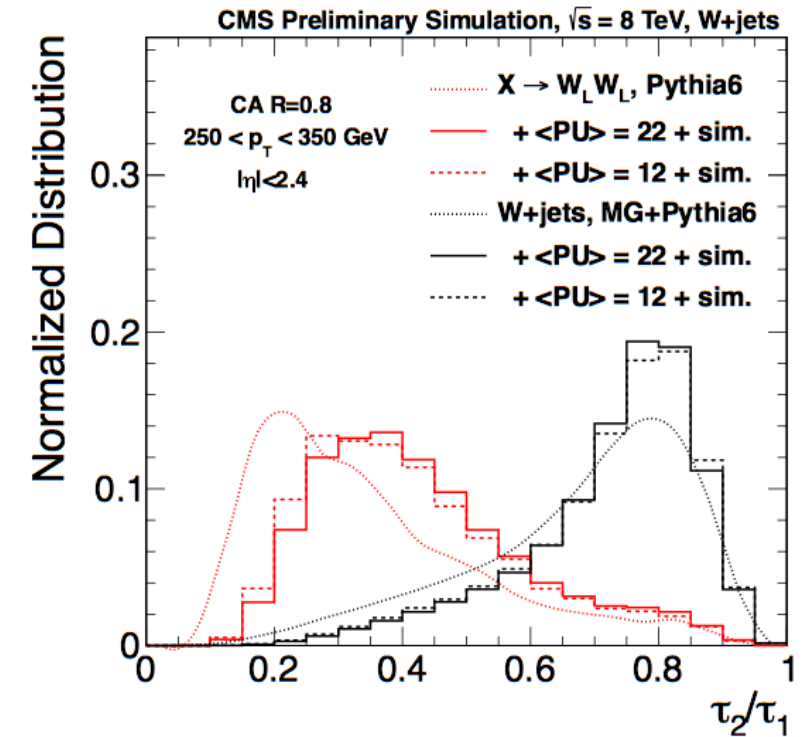 CMS Preliminary Simulation, √s = 8 TeV, W+jets
CA R=0.8
250 < p_T < 350 GeV
|η|<2.4
X → W_L W_L, Pythia6
+ <PU> = 22 + sim.
+ <PU> = 12 + sim.
W+jets, MG+Pythia6
+ <PU> = 22 + sim.
+ <PU> = 12 + sim.
Normalized Distribution
0.3
0.2
0.1
0
0 0.2 0.4 0.6 0.8 1
τ₂/τ₁